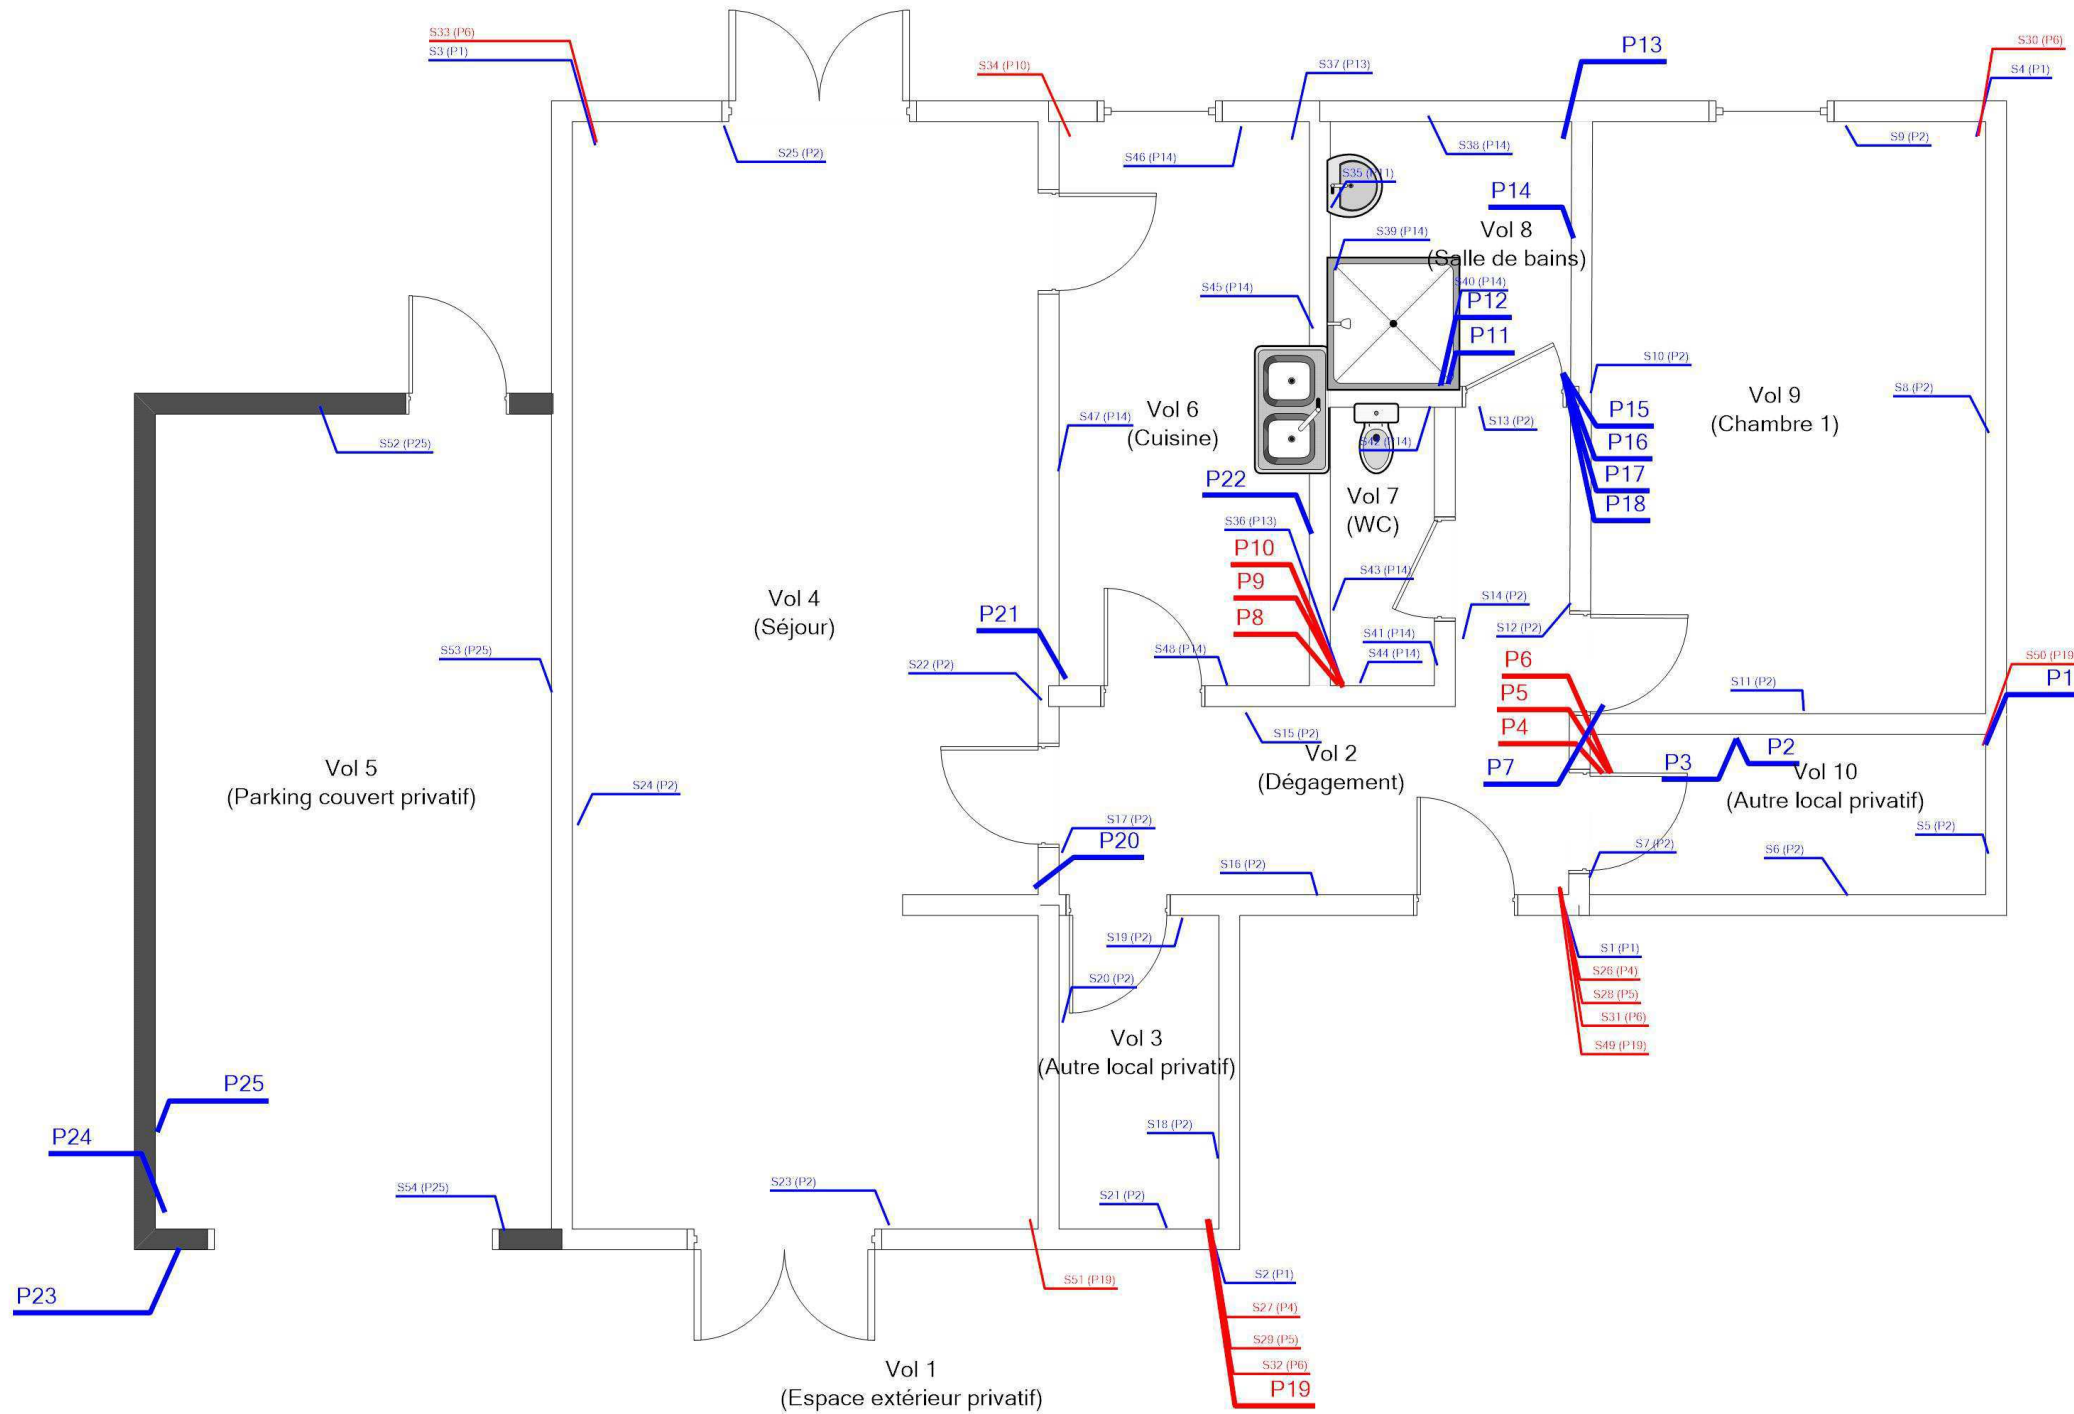 S33 (P6)
S3 (P1)
S34 (P10)
S37 (P13)
P13
S30 (P6)
S4 (P1)
S25 (P2)
S46 (P14)
S38 (P14)
S9 (P2)
S35 (P11)
P14
Vol 8
(Salle de bains)
S39 (P14)
S45 (P14)
S40 (P14)
P12
P11
S10 (P2)
S8 (P2)
Vol 6
(Cuisine)
S47 (P14)
S42 (P14)
S13 (P2)
P15
P16
P17
P18
Vol 9
(Chambre 1)
S52 (P25)
P22
Vol 7
(WC)
S36 (P13)
P10
P9
P8
S43 (P14)
S14 (P2)
S12 (P2)
Vol 4
(Séjour)
P21
S53 (P25)
S22 (P2)
S48 (P14)
S41 (P14)
S44 (P14)
P6
P5
P4
S50 (P19
P1
S11 (P2)
S15 (P2)
Vol 2
(Dégagement)
P7
P3
P2
Vol 10
(Autre local privatif)
Vol 5
(Parking couvert privatif)
S24 (P2)
S17 (P2)
P20
S16 (P2)
S7 (P2)
S6 (P2)
S5 (P2)
S19 (P2)
S20 (P2)
S1 (P1)
S26 (P4)
S28 (P5)
S31 (P6)
S49 (P19)
Vol 3
(Autre local privatif)
P25
P24
S18 (P2)
S54 (P25)
S23 (P2)
S21 (P2)
P23
S51 (P19)
S2 (P1)
S27 (P4)
S29 (P5)
S32 (P6)
P19
Vol 1
(Espace extérieur privatif)